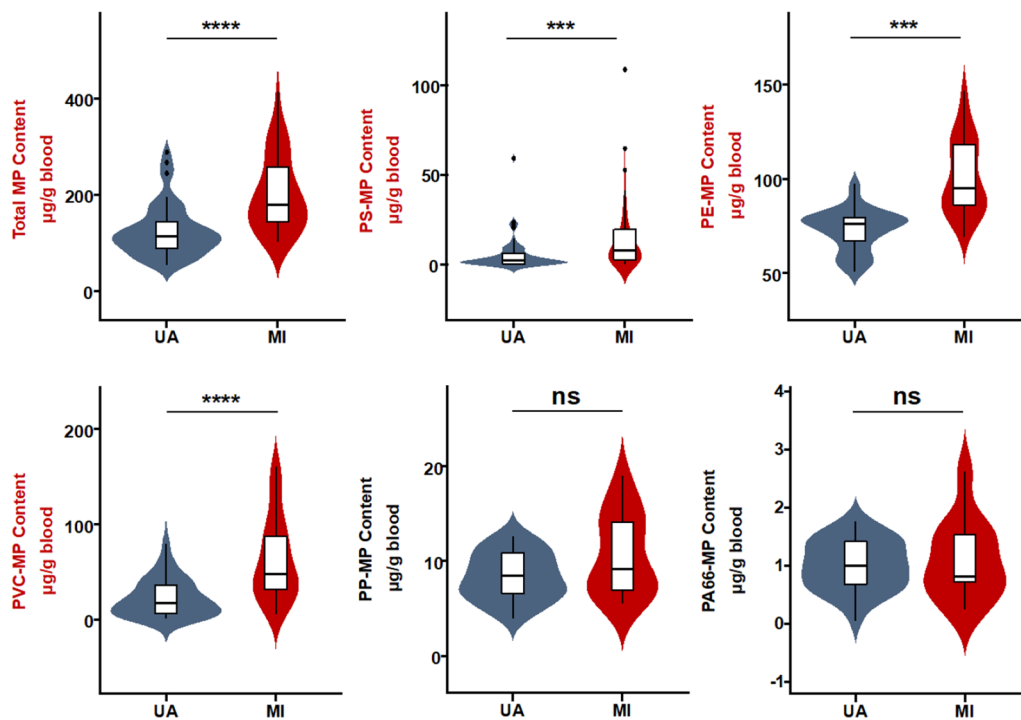 Total MP Content
µg/g blood
****
400
200
0
UA
MI
PS-MP Content
µg/g blood
***
100
50
0
UA
MI
PE-MP Content
µg/g blood
***
150
100
50
UA
MI
PVC-MP Content
µg/g blood
****
200
100
0
UA
MI
PP-MP Content
µg/g blood
ns
20
10
0
UA
MI
PA66-MP Content
µg/g blood
ns
4
3
2
1
0
-1
UA
MI